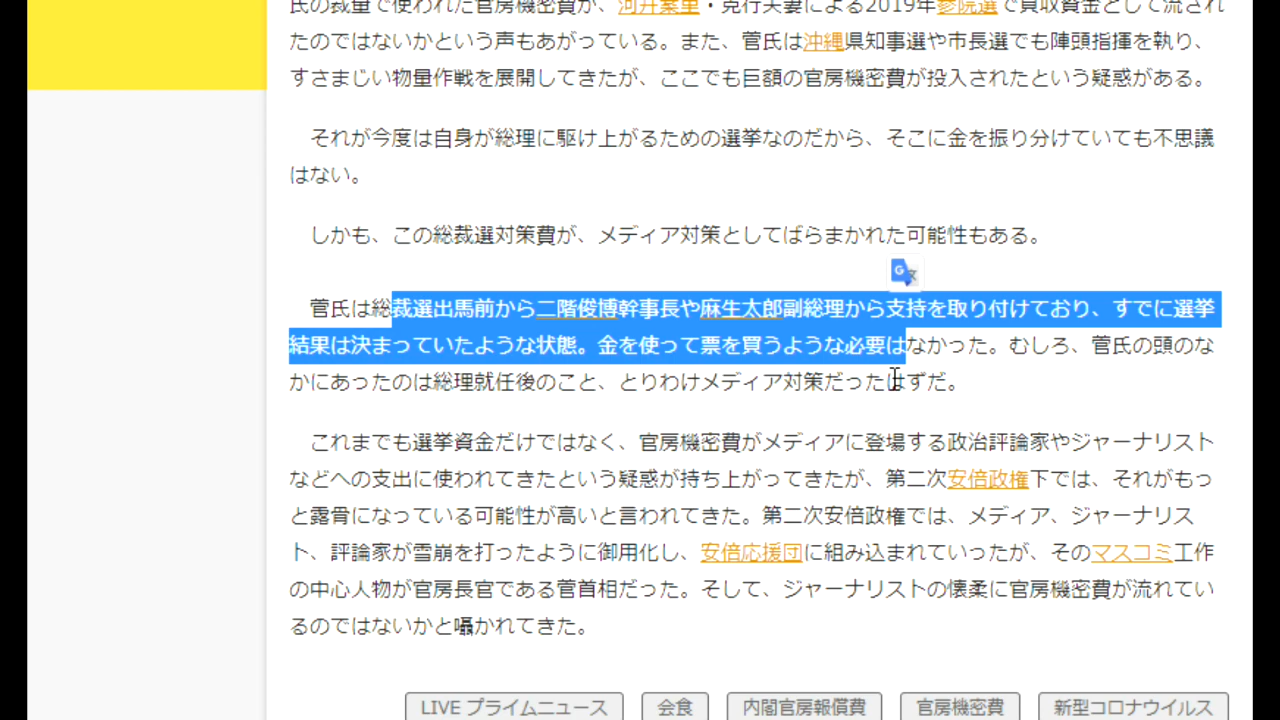 氏の裁量で使われた官房機密費が、河井案里・克行夫妻による2019年参院選で買収資金として流され
たのではないかという声もあがっている。また、菅氏は沖縄県知事選や市長選でも陣頭指揮を執り、
すさまじい物量作戦を展開してきたが、ここでも巨額の官房機密費が投入されたという疑惑がある。
それが今度は自身が総理に駆け上がるための選挙なのだから、そこに金を振り分けていても不思議
はない。
しかも、この総裁選対策費が、メディア対策としてばらまかれた可能性もある。
菅氏は総裁選出馬前から二階俊博幹事長や麻生太郎副総理から支持を取り付けており、すでに選挙
結果は決まっていたような状態。金を使って票を買うような必要はなかった。むしろ、菅氏の頭のな
かにあったのは総理就任後のこと、とりわけメディア対策だったはずだ。
これまでも選挙資金だけではなく、官房機密費がメディアに登場する政治評論家やジャーナリスト
などへの支出に使われてきたという疑惑が持ち上がってきたが、第二次安倍政権下では、それがもっ
と露骨になっている可能性が高いと言われてきた。第二次安倍政権では、メディア、ジャーナリス
ト、評論家が雪崩を打ったように御用化し、安倍応援団に組み込まれていったが、そのマスコミ工作
の中心人物が官房長官である菅首相だった。そして、ジャーナリストの懐柔に官房機密費が流れてい
るのではないかと囁かれてきた。
LIVE プライムニュース 会食 内閣官房報償費 官房機密費 新型コロナウイルス